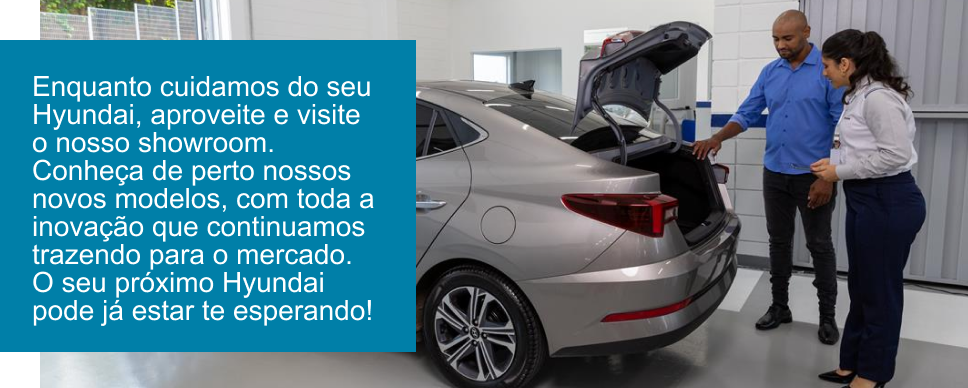 Enquanto cuidamos do seu
Hyundai, aproveite e visite
o nosso showroom.
Conheça de perto nossos
novos modelos, com toda a
inovação que continuamos
trazendo para o mercado.
O seu próximo Hyundai
pode já estar te esperando!